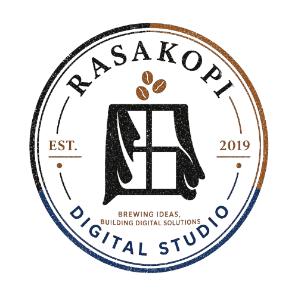 RASAKOPI
EST. 2019
BREWING IDEAS,
BUILDING DIGITAL SOLUTIONS
DIGITAL STUDIO